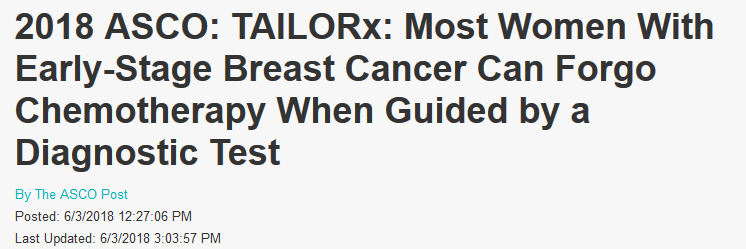 2018 ASCO: TAILORx: Most Women With
Early-Stage Breast Cancer Can Forgo
Chemotherapy When Guided by a
Diagnostic Test
By The ASCO Post
Posted: 6/3/2018 12:27:06 PM
Last Updated: 6/3/2018 3:03:57 PM